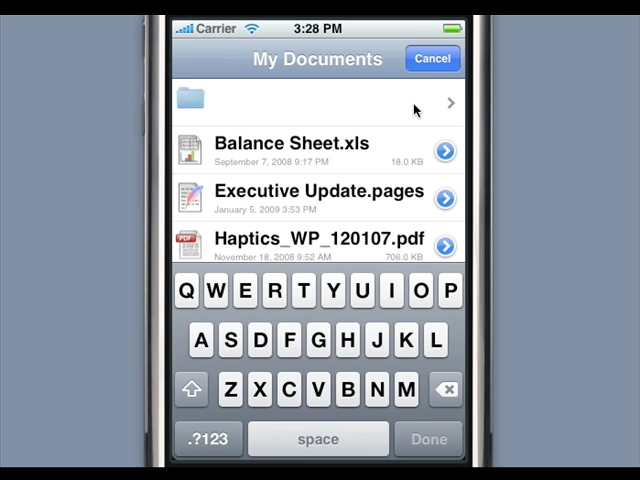 Carrier 3:28 PM
My Documents Cancel
Balance Sheet.xls
September 7, 2008 9:17 PM 18.0 KB
Executive Update.pages
January 5, 2009 3:53 PM
PDF
Haptics_WP_120107.pdf
November 18, 2008 9:52 AM 706.0 KB
Q W E R T Y U I O P
A S D F G H J K L
Z X C V B N M
.?123 space Done